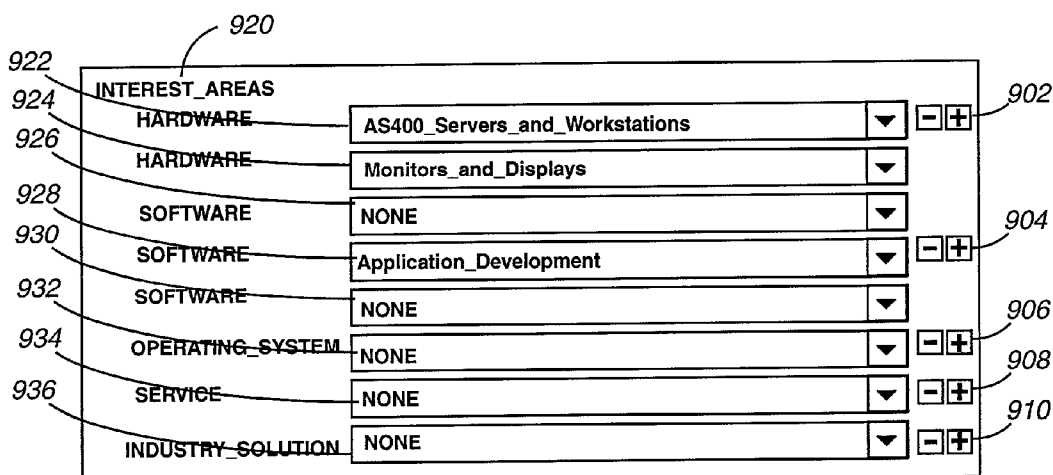 920
922
INTEREST_AREAS
924
902
HARDWARE AS400_Servers_and_Workstations - +
926
HARDWARE Monitors_and_Displays
928
SOFTWARE NONE
930
904
SOFTWARE Application_Development - +
932
SOFTWARE NONE
906
934
OPERATING_SYSTEM NONE - +
908
936
SERVICE NONE - +
910
INDUSTRY_SOLUTION NONE - +